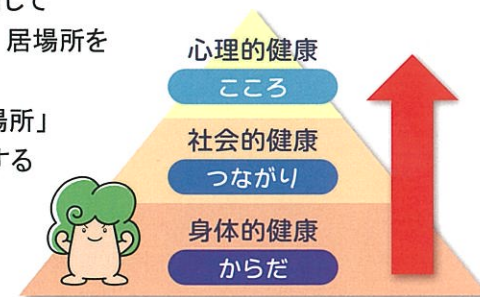 して
居場所を
場所」
する
心理的健康
こころ
社会的健康
つながり
身体的健康
からだ